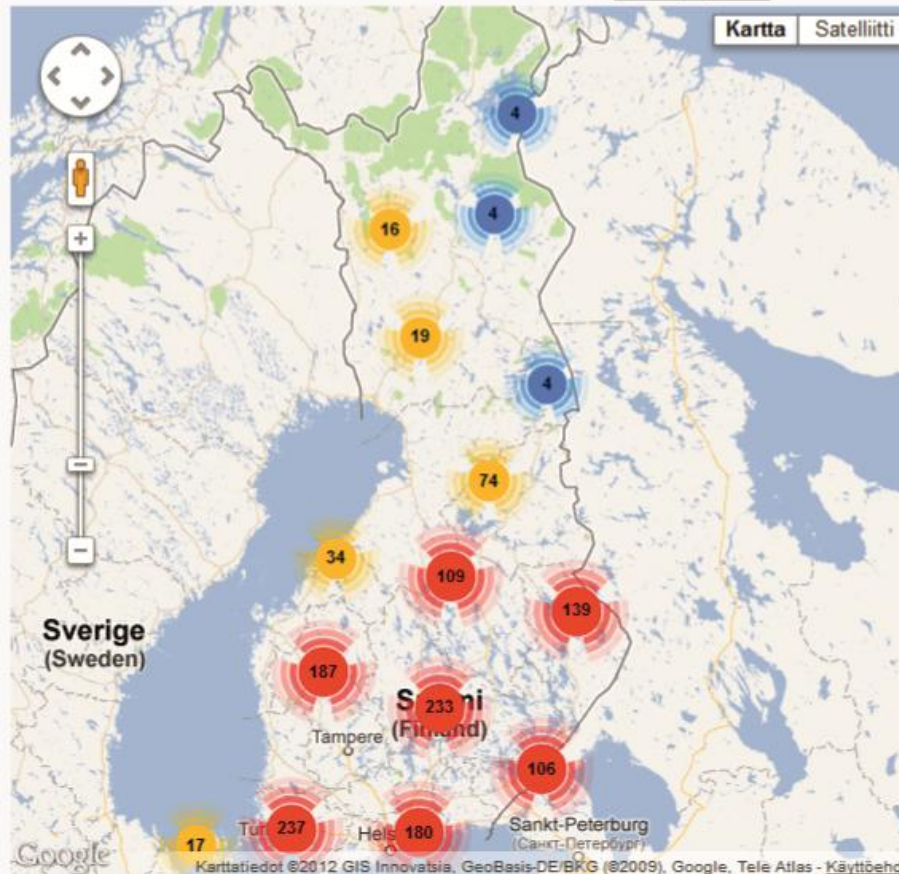 Kartta
Satelliitti
4
4
16
19
4
74
34
109
139
Sverige
(Sweden)
187
233
(Finland)
Tampere
106
237
180
Sankt-Peterburg
(Санкт-Петербург)
17
Google
Karttatiedot ©2012 GIS Innovatsia, GeoBasis-DE/BKG (©2009), Google, Tele Atlas - Käyttöehd